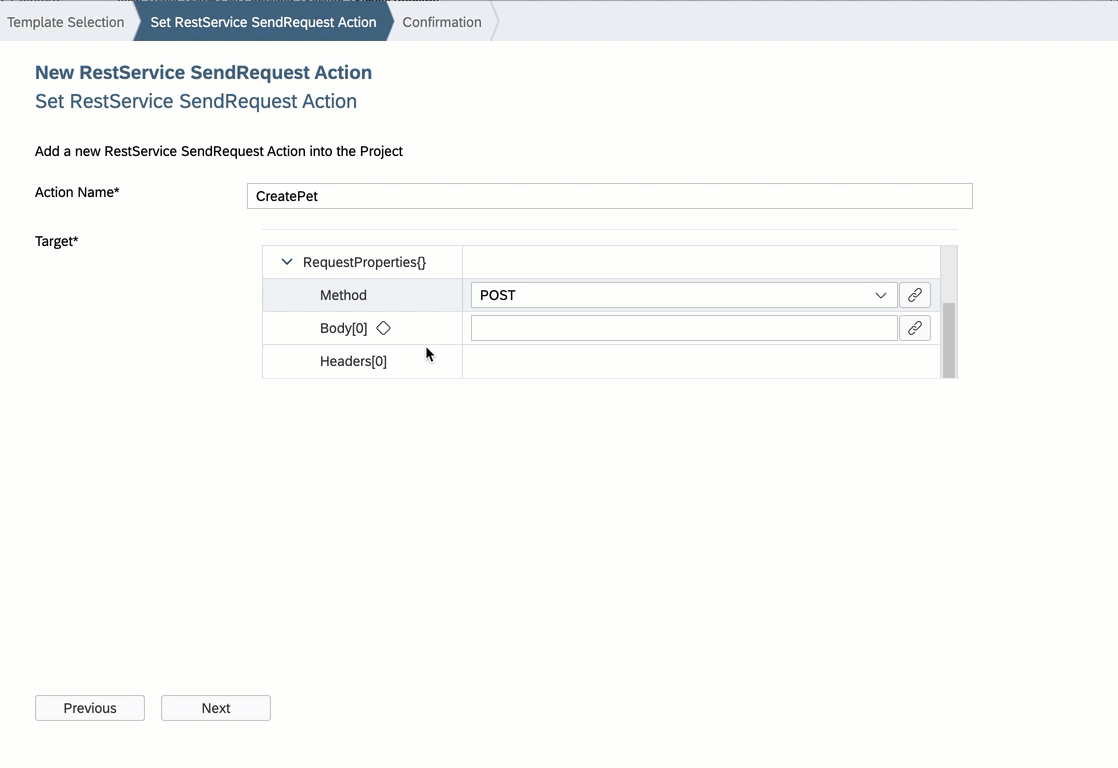 Template Selection
Set RestService SendRequest Action
Confirmation
New RestService SendRequest Action
Set RestService SendRequest Action
Add a new RestService SendRequest Action into the Project
Action Name*
CreatePet
Target*
RequestProperties{}
Method
POST
Body[0]
Headers[0]
Previous
Next